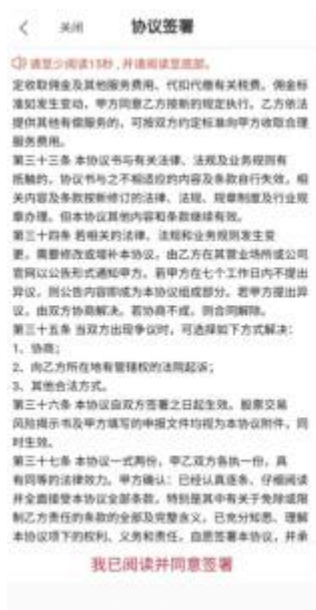 关闭 协议签署
请至少阅读15秒，并请阅读至底部。
定收取佣金及其他服务费用、代扣代缴有关税费。佣金标
准如发生变动，甲方同意乙方按新的规定执行。乙方依法
提供其他有偿服务的，可按双方约定标准向甲方收取合理
服务费用。
第三十三条 本协议书与有关法律、法规及业务规则有
抵触的，协议书与之不相适应的内容及条款自行失效，相
关内容及条款按新修订的法律、法规、规章制度及行业规
章办理。但本协议其他内容和条款继续有效。
第三十四条 若相关的法律、法规和业务规则发生变
更，需要修改或增补本协议，由乙方在其营业场所或公司
官网以公告形式通知甲方。若甲方在七个工作日内不提出
异议，则公告内容即成为本协议组成部分。若甲方提出异
议，由双方协商解决。若协商不成，则合同解除。
第三十五条 当双方出现争议时，可选择如下方式解决：
1、协商；
2、向乙方所在地有管辖权的法院起诉；
3、其他合法方式。
第三十六条 本协议自双方签署之日起生效。股票交易
风险揭示书及甲方填写的申报文件均视为本协议附件，同
时生效。
第三十七条 本协议一式两份，甲乙双方各执一份，具
有同等的法律效力。甲方确认：已经认真逐条、仔细阅读
并全面接受本协议全部条款，特别是其中有关于免除或限
制乙方责任的条款的全部及完整含义，已充分知悉、理解
本协议项下的权利、义务和责任，自愿签署本协议，并承
我已阅读并同意签署